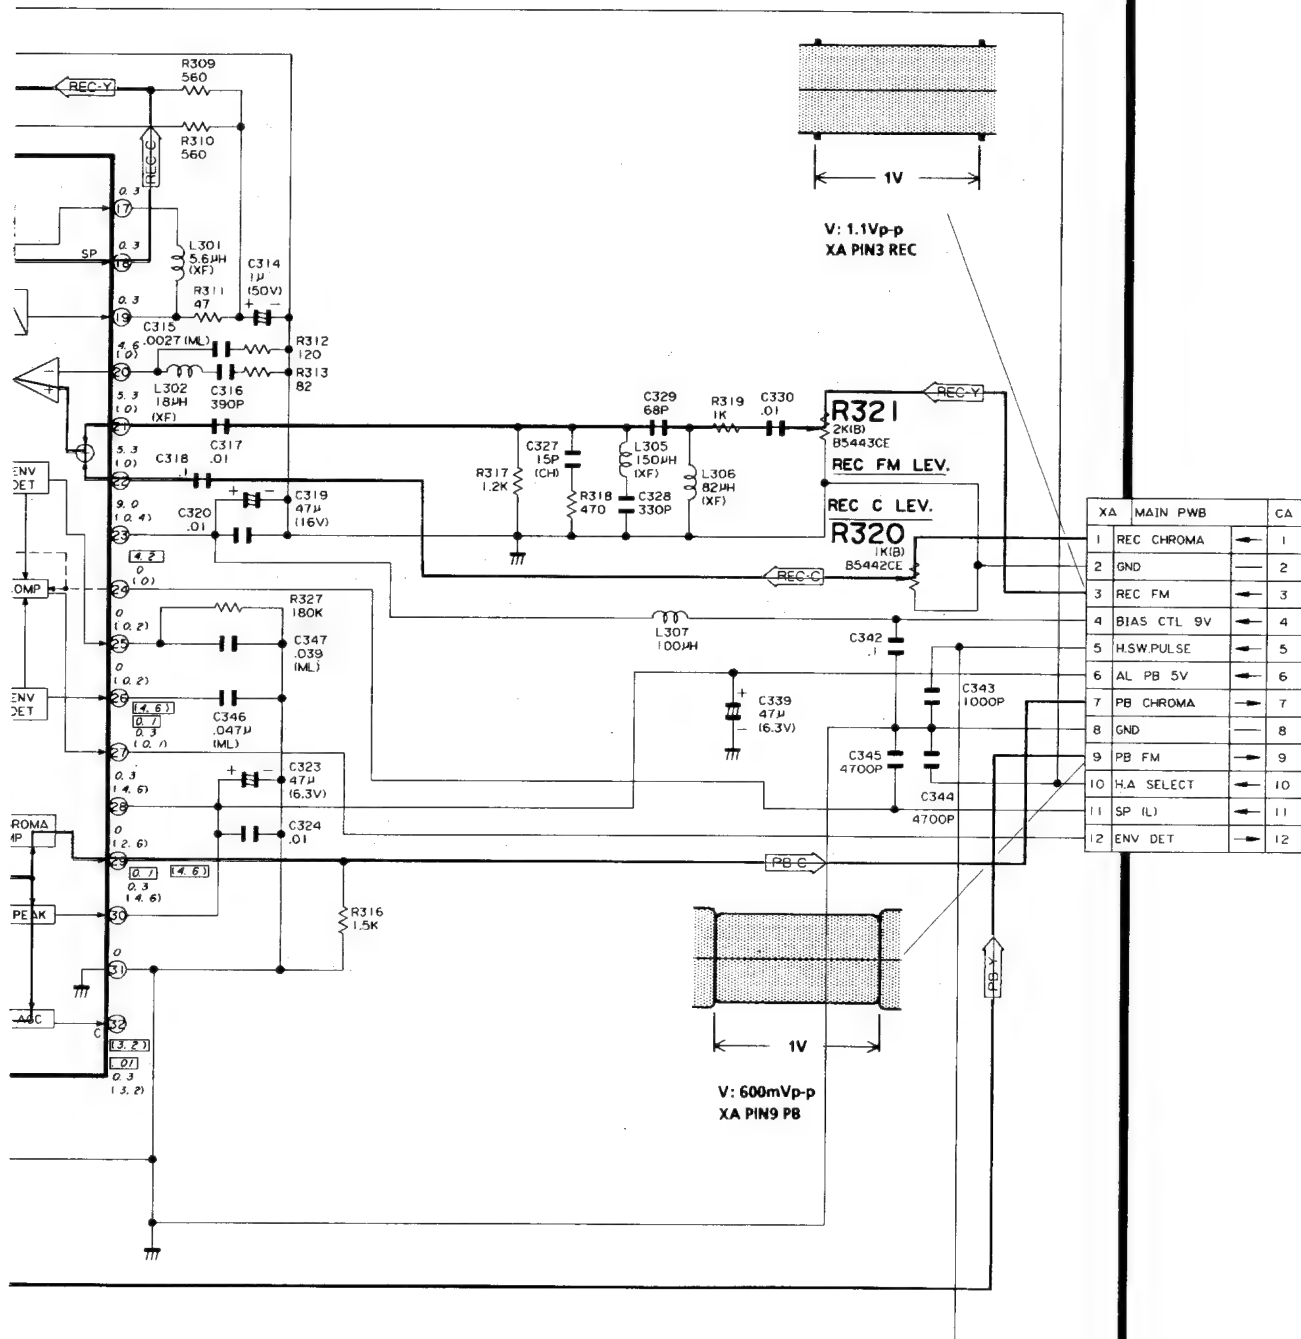 R309
560
REC-Y
R310
560
REC C
0.3
17
0.3
SP
18
L301
5.6μH
(XF)
C314
1μ
(50V)
+ -
R311
47
0.3
19
C315
.0027(ML)
R312
120
4.6
(0)
20
R313
82
L302
18μH
(XF)
C316
390P
5.3
(0)
21
C317
.01
5.3
(0)
22
C318
.1
ENV
DET
9.0
(0.4)
23
C320
.01
+ -
C319
47μ
(16V)
4.2
0
(0)
24
OMP
R327
180K
0
(0.2)
25
C347
.039
(ML)
0
(0.2)
26
ENV
DET
(4.6)
0.1
0.3
(0.1)
27
C346
.047μ
(ML)
0.3
(4.6)
28
+ -
C323
47μ
(6.3V)
C324
.01
ROMA
MP
0
(2.6)
29
0.1
(4.6)
0.3
(4.6)
30
PEAK
R316
1.5K
0
31
AGC
C
32
(3.2)
.01
0.3
(3.2)
R317
1.2K
C327
15P
(CH)
R318
470
L305
150μH
(XF)
C328
330P
C329
68P
L306
82μH
(XF)
R319
1K
C330
.01
R321
2K(B)
B5443CE
REC FM LEV.
REC-Y
REC C LEV.
R320
1K(B)
B5442CE
REC-C
L307
100μH
C342
.1
C343
1000P
C339
47μ
(6.3V)
+
-
C345
4700P
C344
4700P
PB C
PB Y
1V
V: 1.1Vp-p
XA PIN3 REC
1V
V: 600mVp-p
XA PIN9 PB
XA MAIN PWB CA
1 REC CHROMA 1
2 GND 2
3 REC FM 3
4 BIAS CTL 9V 4
5 H.SW.PULSE 5
6 AL PB 5V 6
7 PB CHROMA 7
8 GND 8
9 PB FM 9
10 H.A SELECT 10
11 SP (L) 11
12 ENV DET 12